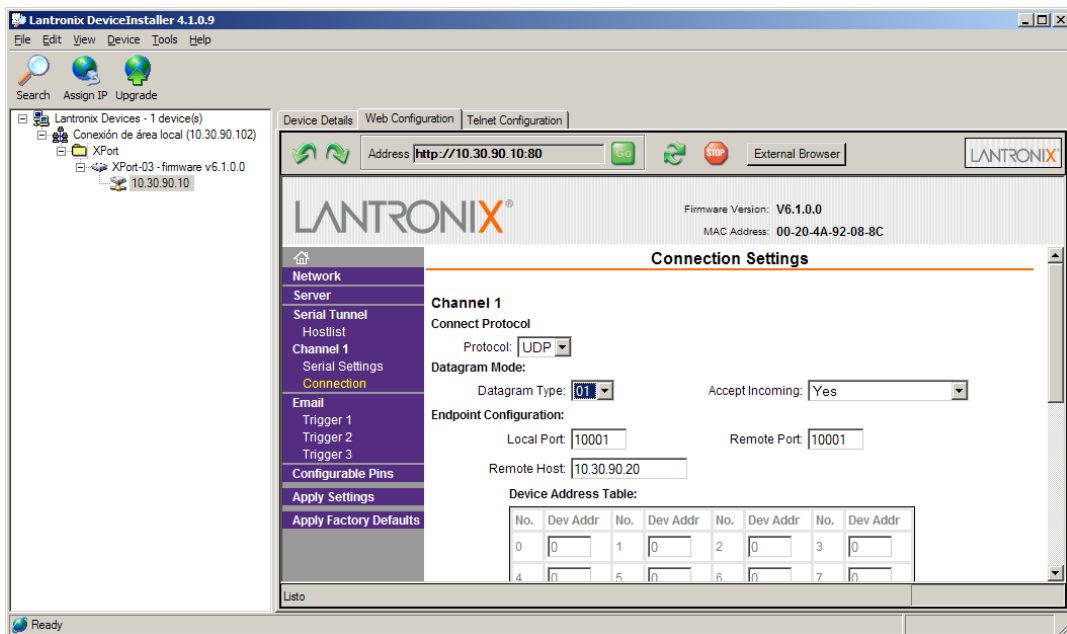 Lantronix DeviceInstaller 4.1.0.9
File Edit View Device Tools Help
Search Assign IP Upgrade
Lantronix Devices - 1 device(s)
Conexión de área local (10.30.90.102)
XPort
XPort-03 - firmware v6.1.0.0
10.30.90.10
Device Details Web Configuration Telnet Configuration
Address http://10.30.90.10:80 Go STOP External Browser LANTRONIX
LANTRONIX®
Firmware Version: V6.1.0.0
MAC Address: 00-20-4A-92-08-8C
Network
Server
Serial Tunnel
Hostlist
Channel 1
Serial Settings
Connection
Email
Trigger 1
Trigger 2
Trigger 3
Configurable Pins
Apply Settings
Apply Factory Defaults
Connection Settings
Channel 1
Connect Protocol
Protocol: UDP
Datagram Mode:
Datagram Type: 01 Accept Incoming: Yes
Endpoint Configuration:
Local Port: 10001 Remote Port: 10001
Remote Host: 10.30.90.20
Device Address Table:
No. Dev Addr No. Dev Addr No. Dev Addr No. Dev Addr
0 0 1 0 2 0 3 0
4 0 5 0 6 0 7 0
Listo
Ready